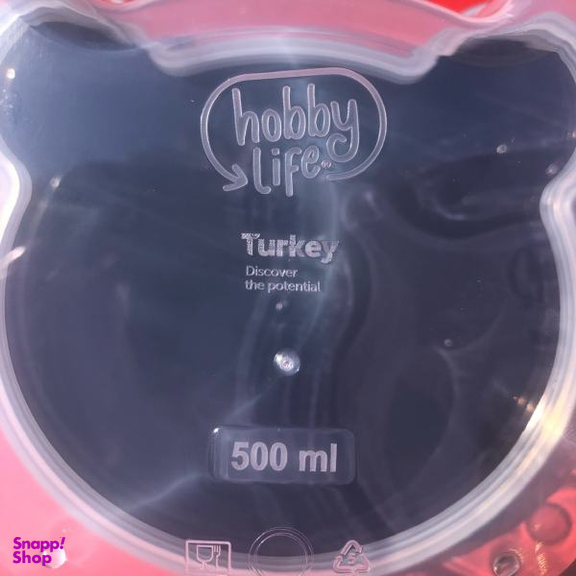 hobby
life
Turkey
Discover
the potential
500 ml
Snapp!
Shop